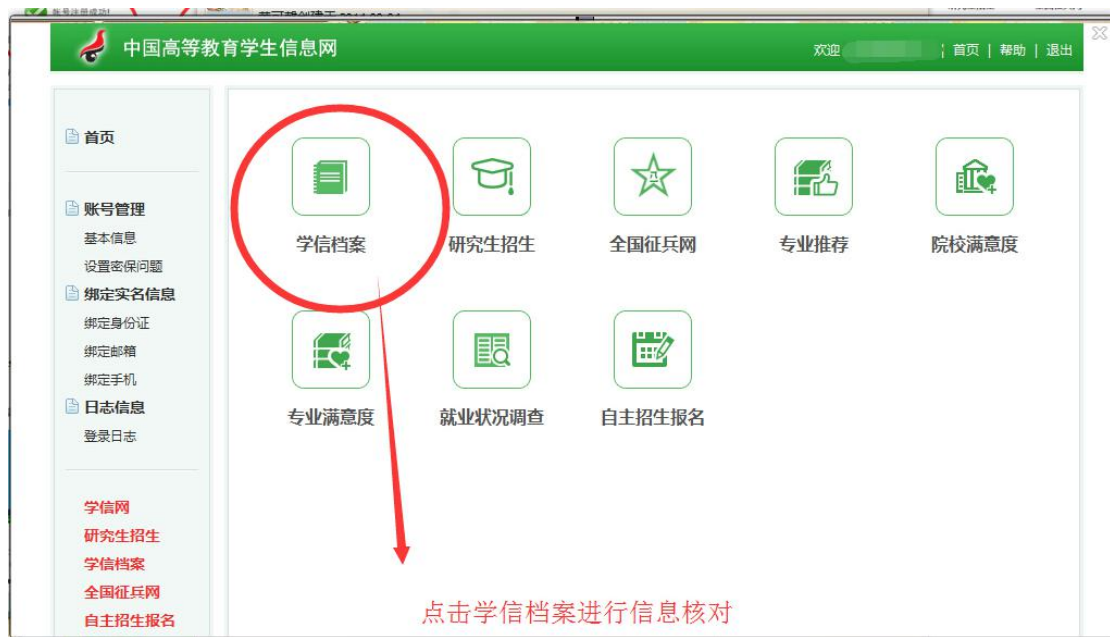 账号注册成功!
中国高等教育学生信息网
欢迎
首页 | 帮助 | 退出
首页
账号管理
基本信息
设置密保问题
绑定实名信息
绑定身份证
绑定邮箱
绑定手机
日志信息
登录日志
学信网
研究生招生
学信档案
全国征兵网
自主招生报名
学信档案
研究生招生
全国征兵网
专业推荐
院校满意度
专业满意度
就业状况调查
自主招生报名
点击学信档案进行信息核对